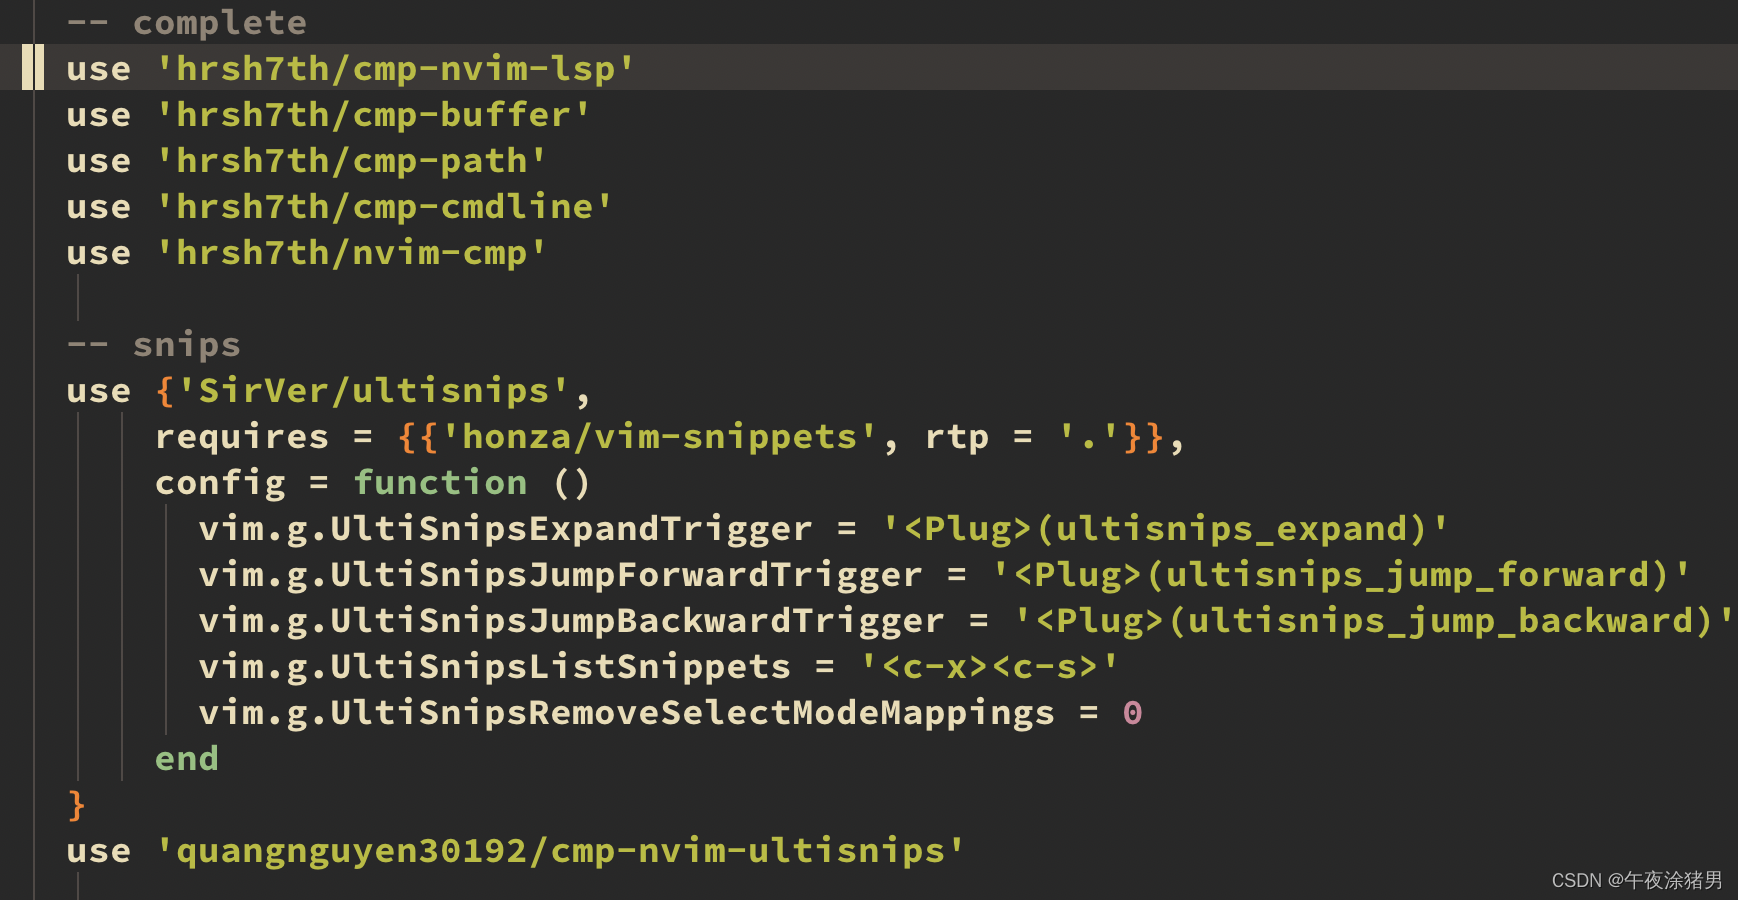 -- complete
use 'hrsh7th/cmp-nvim-lsp'
use 'hrsh7th/cmp-buffer'
use 'hrsh7th/cmp-path'
use 'hrsh7th/cmp-cmdline'
use 'hrsh7th/nvim-cmp'
-- snips
use {'SirVer/ultisnips',
requires = {{'honza/vim-snippets', rtp = '.'}},
config = function ()
vim.g.UltiSnipsExpandTrigger = '<Plug>(ultisnips_expand)'
vim.g.UltiSnipsJumpForwardTrigger = '<Plug>(ultisnips_jump_forward)'
vim.g.UltiSnipsJumpBackwardTrigger = '<Plug>(ultisnips_jump_backward)'
vim.g.UltiSnipsListSnippets = '<c-x><c-s>'
vim.g.UltiSnipsRemoveSelectModeMappings = 0
end
}
use 'quangnguyen30192/cmp-nvim-ultisnips'
CSDN @午夜涂猪男